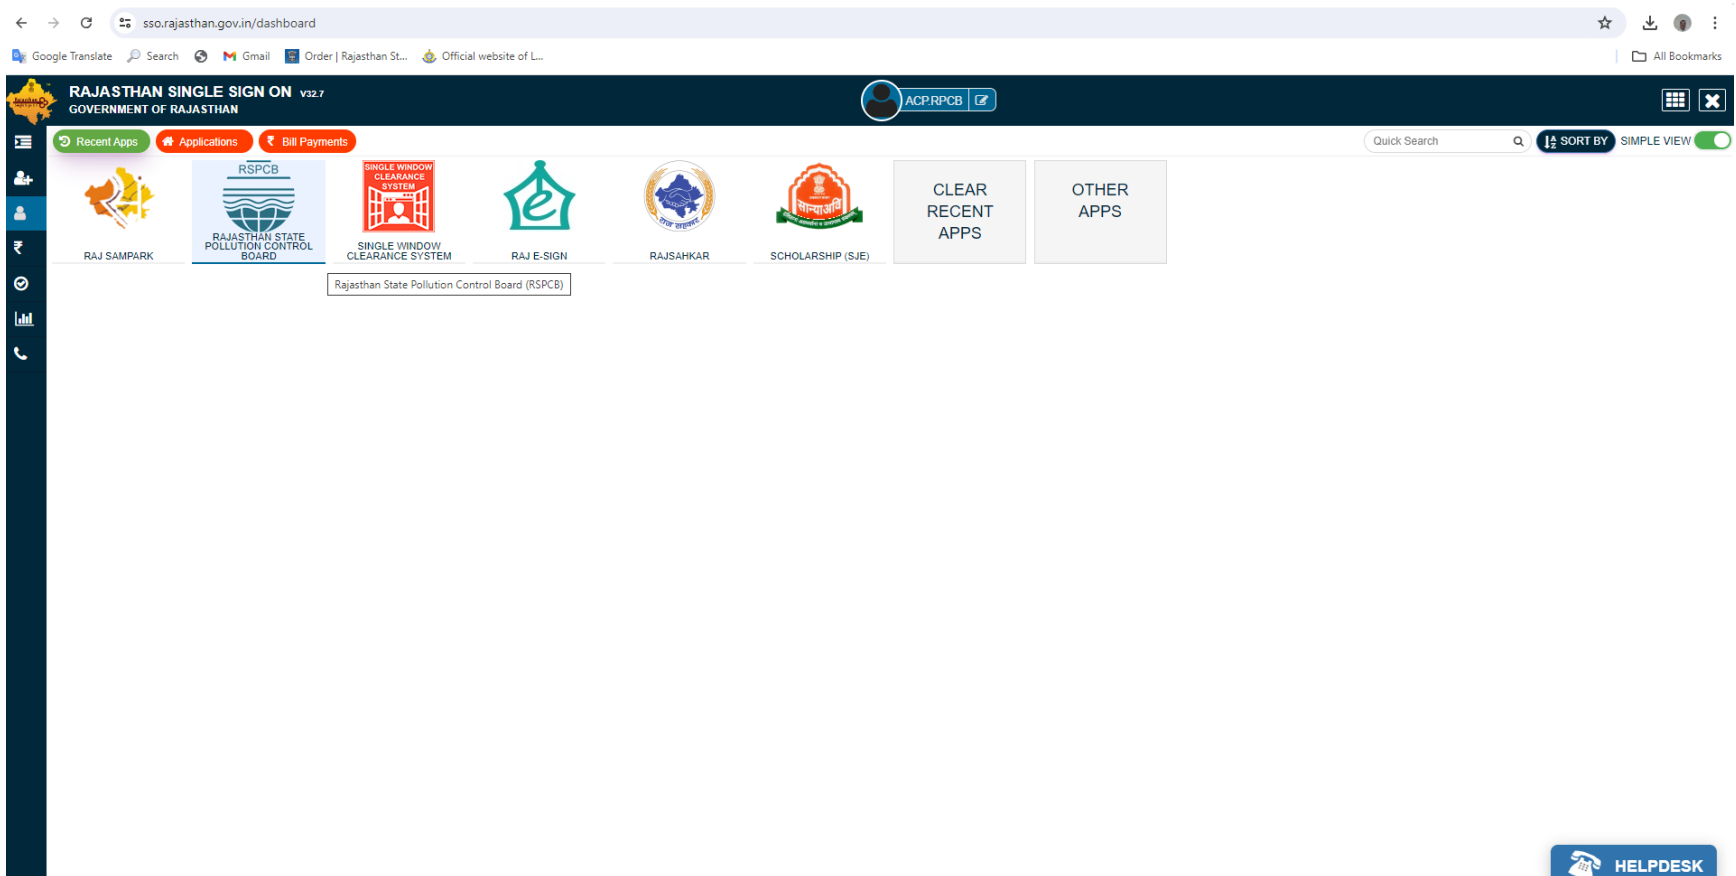 sso.rajasthan.gov.in/dashboard
Google Translate
Search
Gmail
Order | Rajasthan St...
Official website of L...
All Bookmarks
RAJASTHAN SINGLE SIGN ON V32.7
GOVERNMENT OF RAJASTHAN
ACP.RPCB
Recent Apps
Applications
₹ Bill Payments
Quick Search
SORT BY
SIMPLE VIEW
RAJ SAMPARK
RSPCB
RAJASTHAN STATE
POLLUTION CONTROL
BOARD
SINGLE WINDOW
CLEARANCE
SYSTEM
SINGLE WINDOW
CLEARANCE SYSTEM
e
RAJ E-SIGN
राज सहकार
RAJSAHKAR
सान्याअवि
SCHOLARSHIP (SJE)
CLEAR
RECENT
APPS
OTHER
APPS
₹
Rajasthan State Pollution Control Board (RSPCB)
HELPDESK